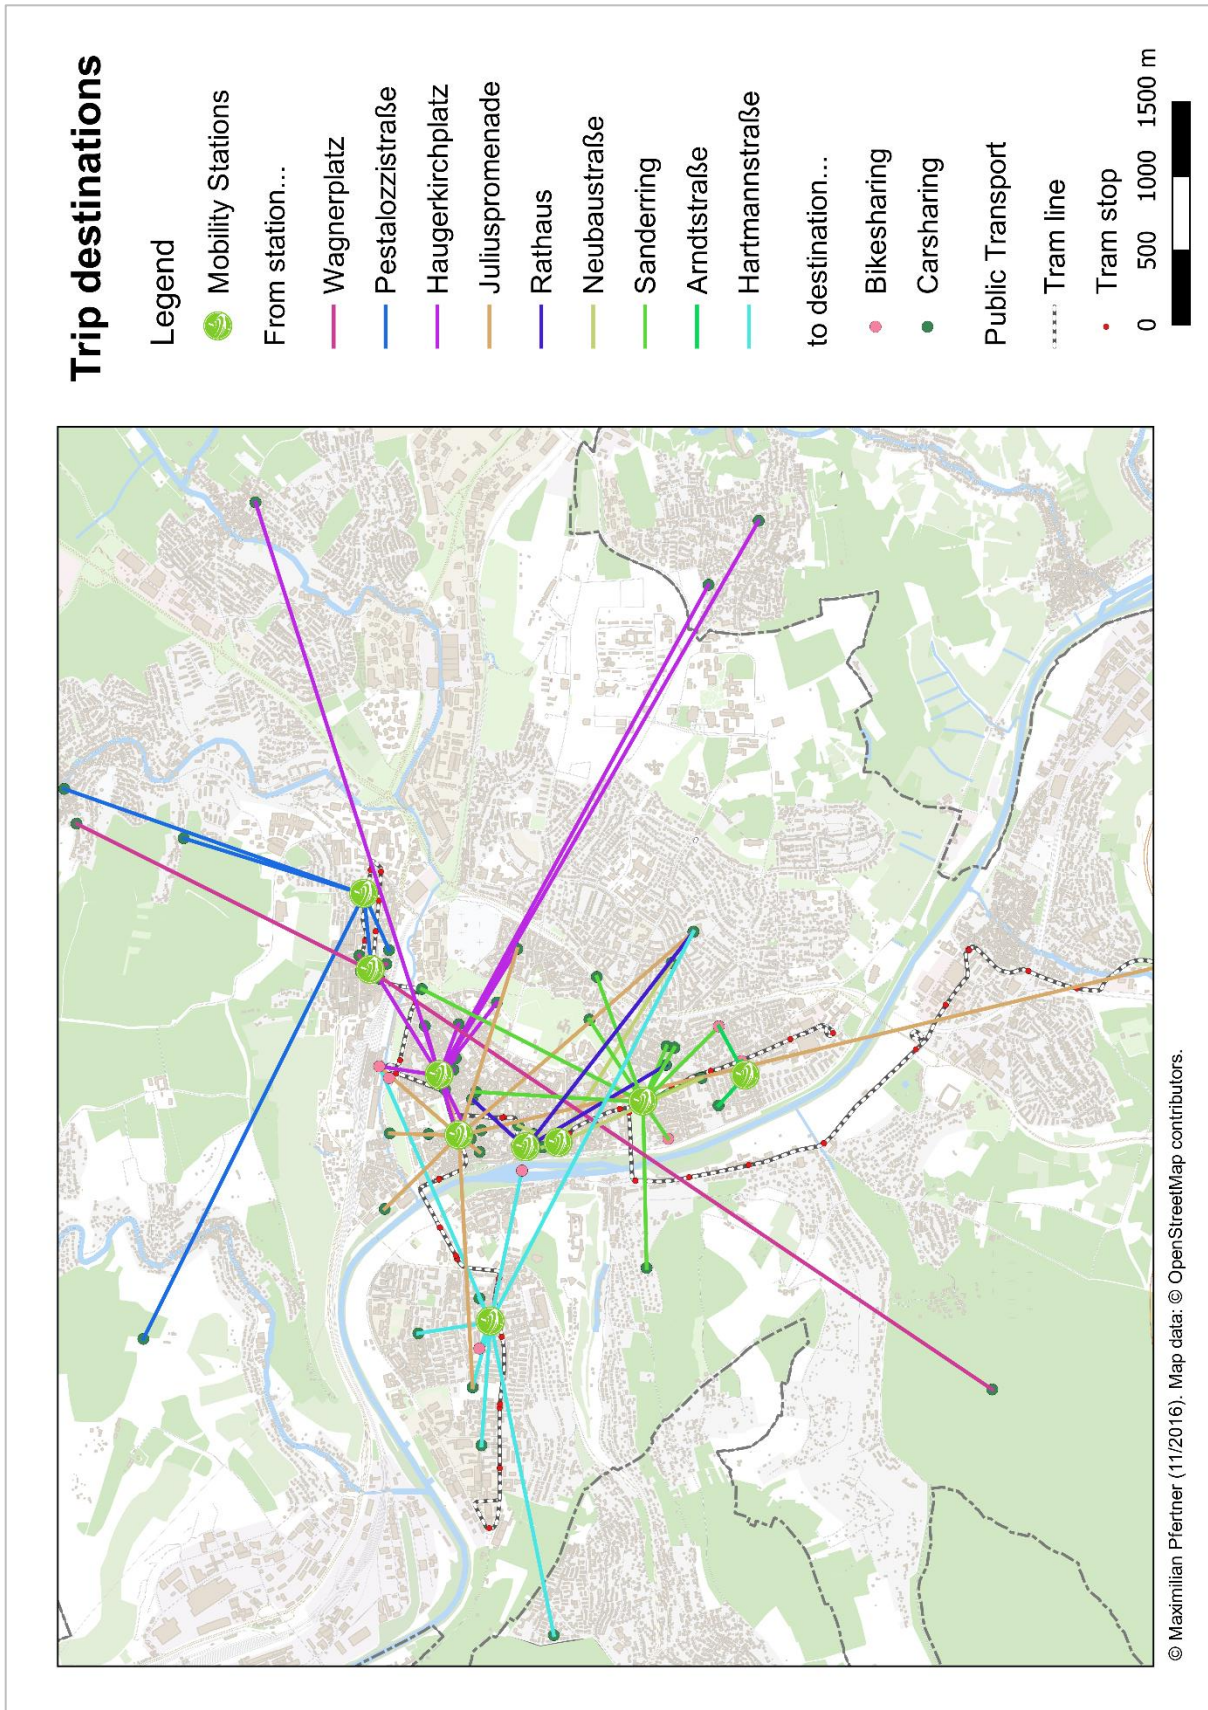 Trip destinations
Legend
Mobility Stations
From station...
Wagnerplatz
Pestalozzistraße
Haugerkirchplatz
Juliuspromenade
Rathaus
Neubaustraße
Sanderring
Arndtstraße
Hartmannstraße
to destination...
Bikesharing
Carsharing
Public Transport
Tram line
Tram stop
0 500 1000 1500 m
© Maximilian Pfertner (11/2016). Map data: © OpenStreetMap contributors.